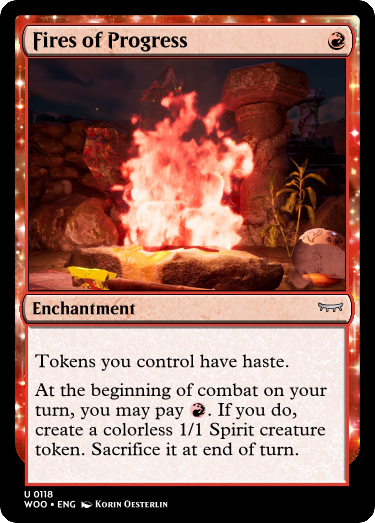 Fires of Progress
Enchantment
Tokens you control have haste.
At the beginning of combat on your
turn, you may pay . If you do,
create a colorless 1/1 Spirit creature
token. Sacrifice it at end of turn.
U 0118
WOO • ENG Korin Oesterlin